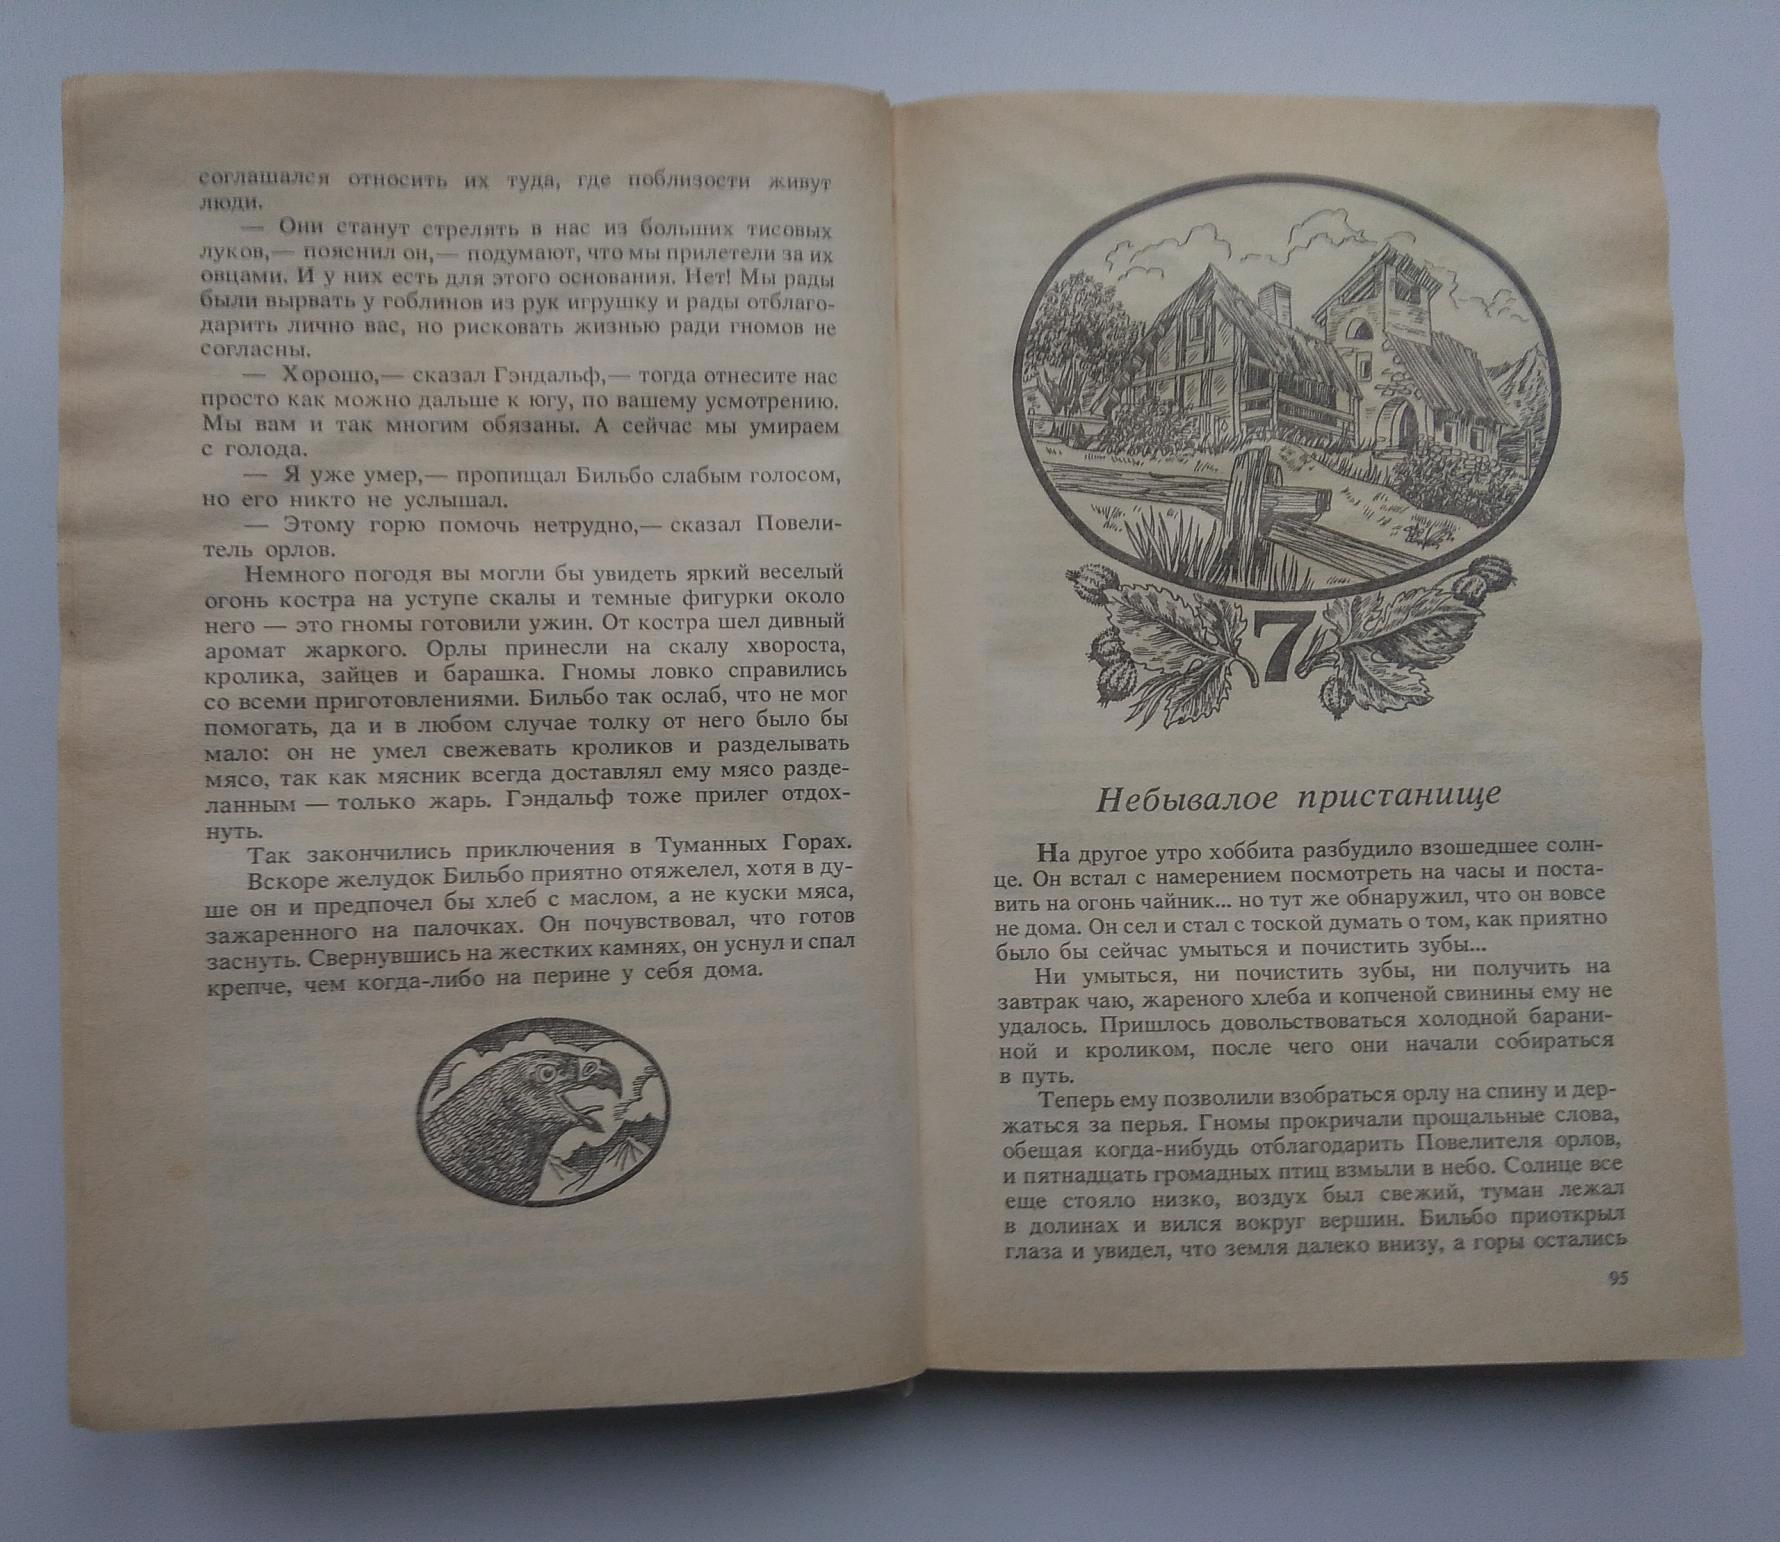 соглашался относить их туда, где поблизости живут
люди.
— Они станут стрелять в нас из больших тисовых
луков,— пояснил он,— подумают, что мы прилетели за их
овцами. И у них есть для этого основания. Нет! Мы рады
были вырвать у гоблинов из рук игрушку и рады отблаго-
дарить лично вас, но рисковать жизнью ради гномов не
согласны.
— Хорошо,— сказал Гэндальф,— тогда отнесите нас
просто как можно дальше к югу, по вашему усмотрению.
Мы вам и так многим обязаны. А сейчас мы умираем
с голода.
— Я уже умер,— пропищал Бильбо слабым голосом,
но его никто не услышал.
— Этому горю помочь нетрудно,— сказал Повели-
тель орлов.
Немного погодя вы могли бы увидеть яркий веселый
огонь костра на уступе скалы и темные фигурки около
него — это гномы готовили ужин. От костра шел дивный
аромат жаркого. Орлы принесли на скалу хвороста,
кролика, зайцев и барашка. Гномы ловко справились
со всеми приготовлениями. Бильбо так ослаб, что не мог
помогать, да и в любом случае толку от него было бы
мало: он не умел свежевать кроликов и разделывать
мясо, так как мясник всегда доставлял ему мясо разде-
ланным — только жарь. Гэндальф тоже прилег отдох-
нуть.
Так закончились приключения в Туманных Горах.
Вскоре желудок Бильбо приятно отяжелел, хотя в ду-
ше он и предпочел бы хлеб с маслом, а не куски мяса,
зажаренного на палочках. Он почувствовал, что готов
заснуть. Свернувшись на жестких камнях, он уснул и спал
крепче, чем когда-либо на перине у себя дома.
7
Небывалое пристанище
На другое утро хоббита разбудило взошедшее солн-
це. Он встал с намерением посмотреть на часы и поста-
вить на огонь чайник... но тут же обнаружил, что он вовсе
не дома. Он сел и стал с тоской думать о том, как приятно
было бы сейчас умыться и почистить зубы...
Ни умыться, ни почистить зубы, ни получить на
завтрак чаю, жареного хлеба и копченой свинины ему не
удалось. Пришлось довольствоваться холодной барани-
ной и кроликом, после чего они начали собираться
в путь.
Теперь ему позволили взобраться орлу на спину и дер-
жаться за перья. Гномы прокричали прощальные слова,
обещая когда-нибудь отблагодарить Повелителя орлов,
и пятнадцать громадных птиц взмыли в небо. Солнце все
еще стояло низко, воздух был свежий, туман лежал
в долинах и вился вокруг вершин. Бильбо приоткрыл
глаза и увидел, что земля далеко внизу, а горы остались
95